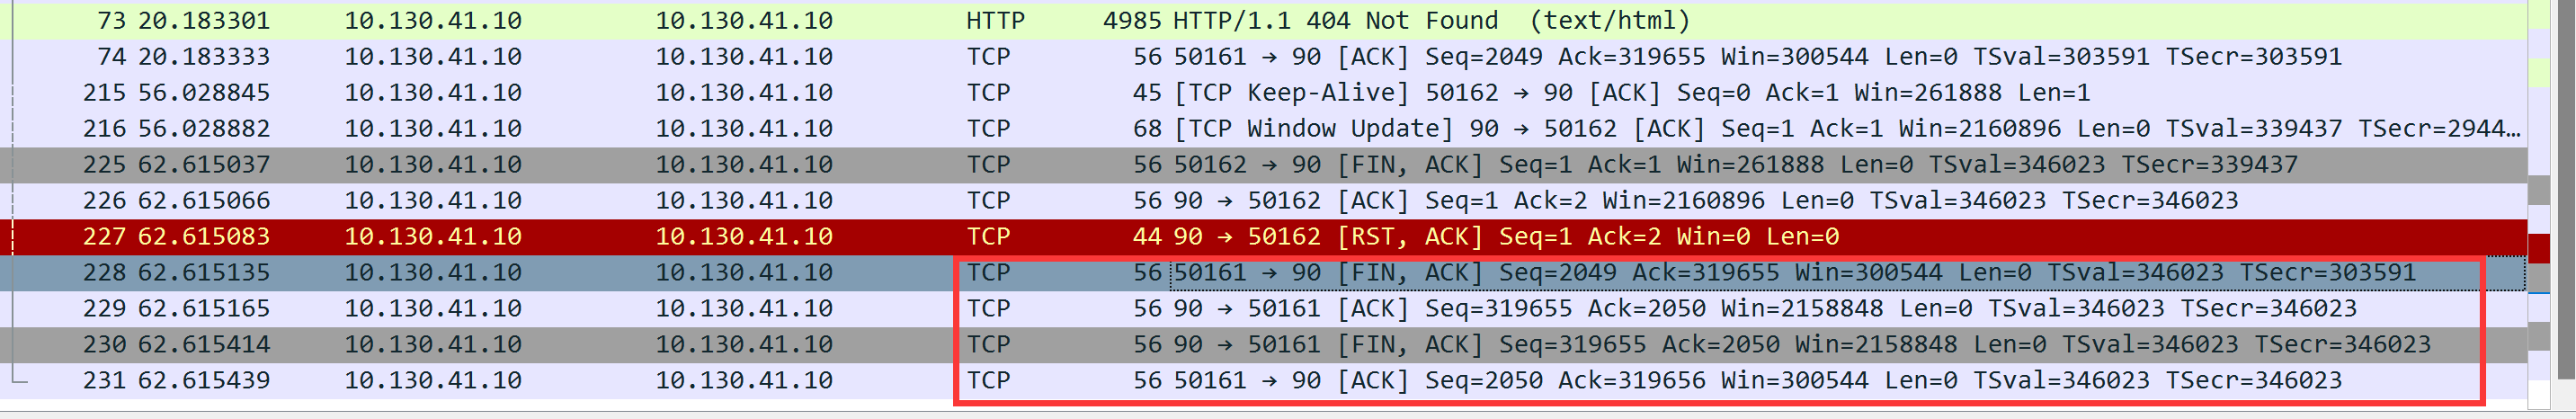 73 20.183301 10.130.41.10 10.130.41.10 HTTP 4985 HTTP/1.1 404 Not Found (text/html)
74 20.183333 10.130.41.10 10.130.41.10 TCP 56 50161 → 90 [ACK] Seq=2049 Ack=319655 Win=300544 Len=0 TSval=303591 TSecr=303591
215 56.028845 10.130.41.10 10.130.41.10 TCP 45 [TCP Keep-Alive] 50162 → 90 [ACK] Seq=0 Ack=1 Win=261888 Len=1
216 56.028882 10.130.41.10 10.130.41.10 TCP 68 [TCP Window Update] 90 → 50162 [ACK] Seq=1 Ack=1 Win=2160896 Len=0 TSval=339437 TSecr=2944…
225 62.615037 10.130.41.10 10.130.41.10 TCP 56 50162 → 90 [FIN, ACK] Seq=1 Ack=1 Win=261888 Len=0 TSval=346023 TSecr=339437
226 62.615066 10.130.41.10 10.130.41.10 TCP 56 90 → 50162 [ACK] Seq=1 Ack=2 Win=2160896 Len=0 TSval=346023 TSecr=346023
227 62.615083 10.130.41.10 10.130.41.10 TCP 44 90 → 50162 [RST, ACK] Seq=1 Ack=2 Win=0 Len=0
228 62.615135 10.130.41.10 10.130.41.10 TCP 56 50161 → 90 [FIN, ACK] Seq=2049 Ack=319655 Win=300544 Len=0 TSval=346023 TSecr=303591
229 62.615165 10.130.41.10 10.130.41.10 TCP 56 90 → 50161 [ACK] Seq=319655 Ack=2050 Win=2158848 Len=0 TSval=346023 TSecr=346023
230 62.615414 10.130.41.10 10.130.41.10 TCP 56 90 → 50161 [FIN, ACK] Seq=319655 Ack=2050 Win=2158848 Len=0 TSval=346023 TSecr=346023
231 62.615439 10.130.41.10 10.130.41.10 TCP 56 50161 → 90 [ACK] Seq=2050 Ack=319656 Win=300544 Len=0 TSval=346023 TSecr=346023